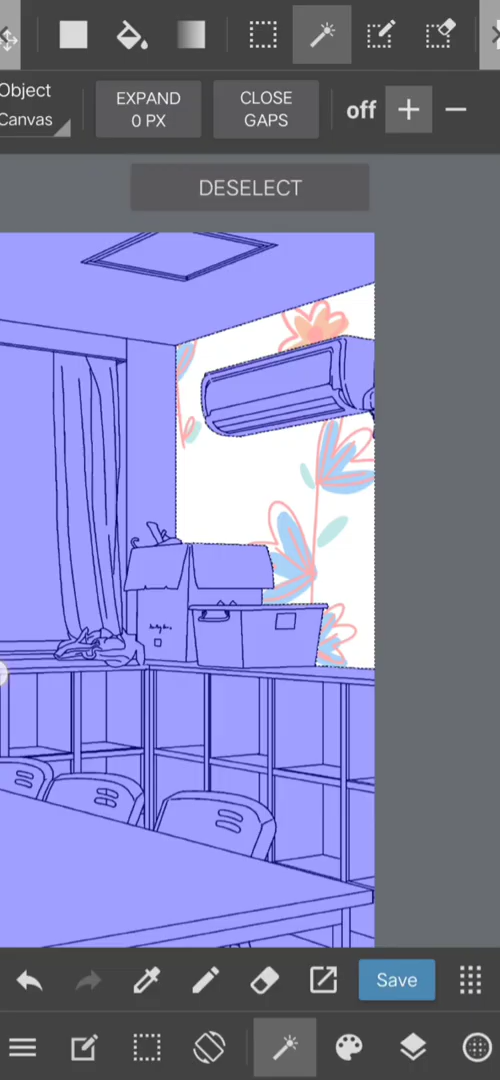 Object
EXPAND
CLOSE
off
Canvas
0 PX
GAPS
DESELECT
Save